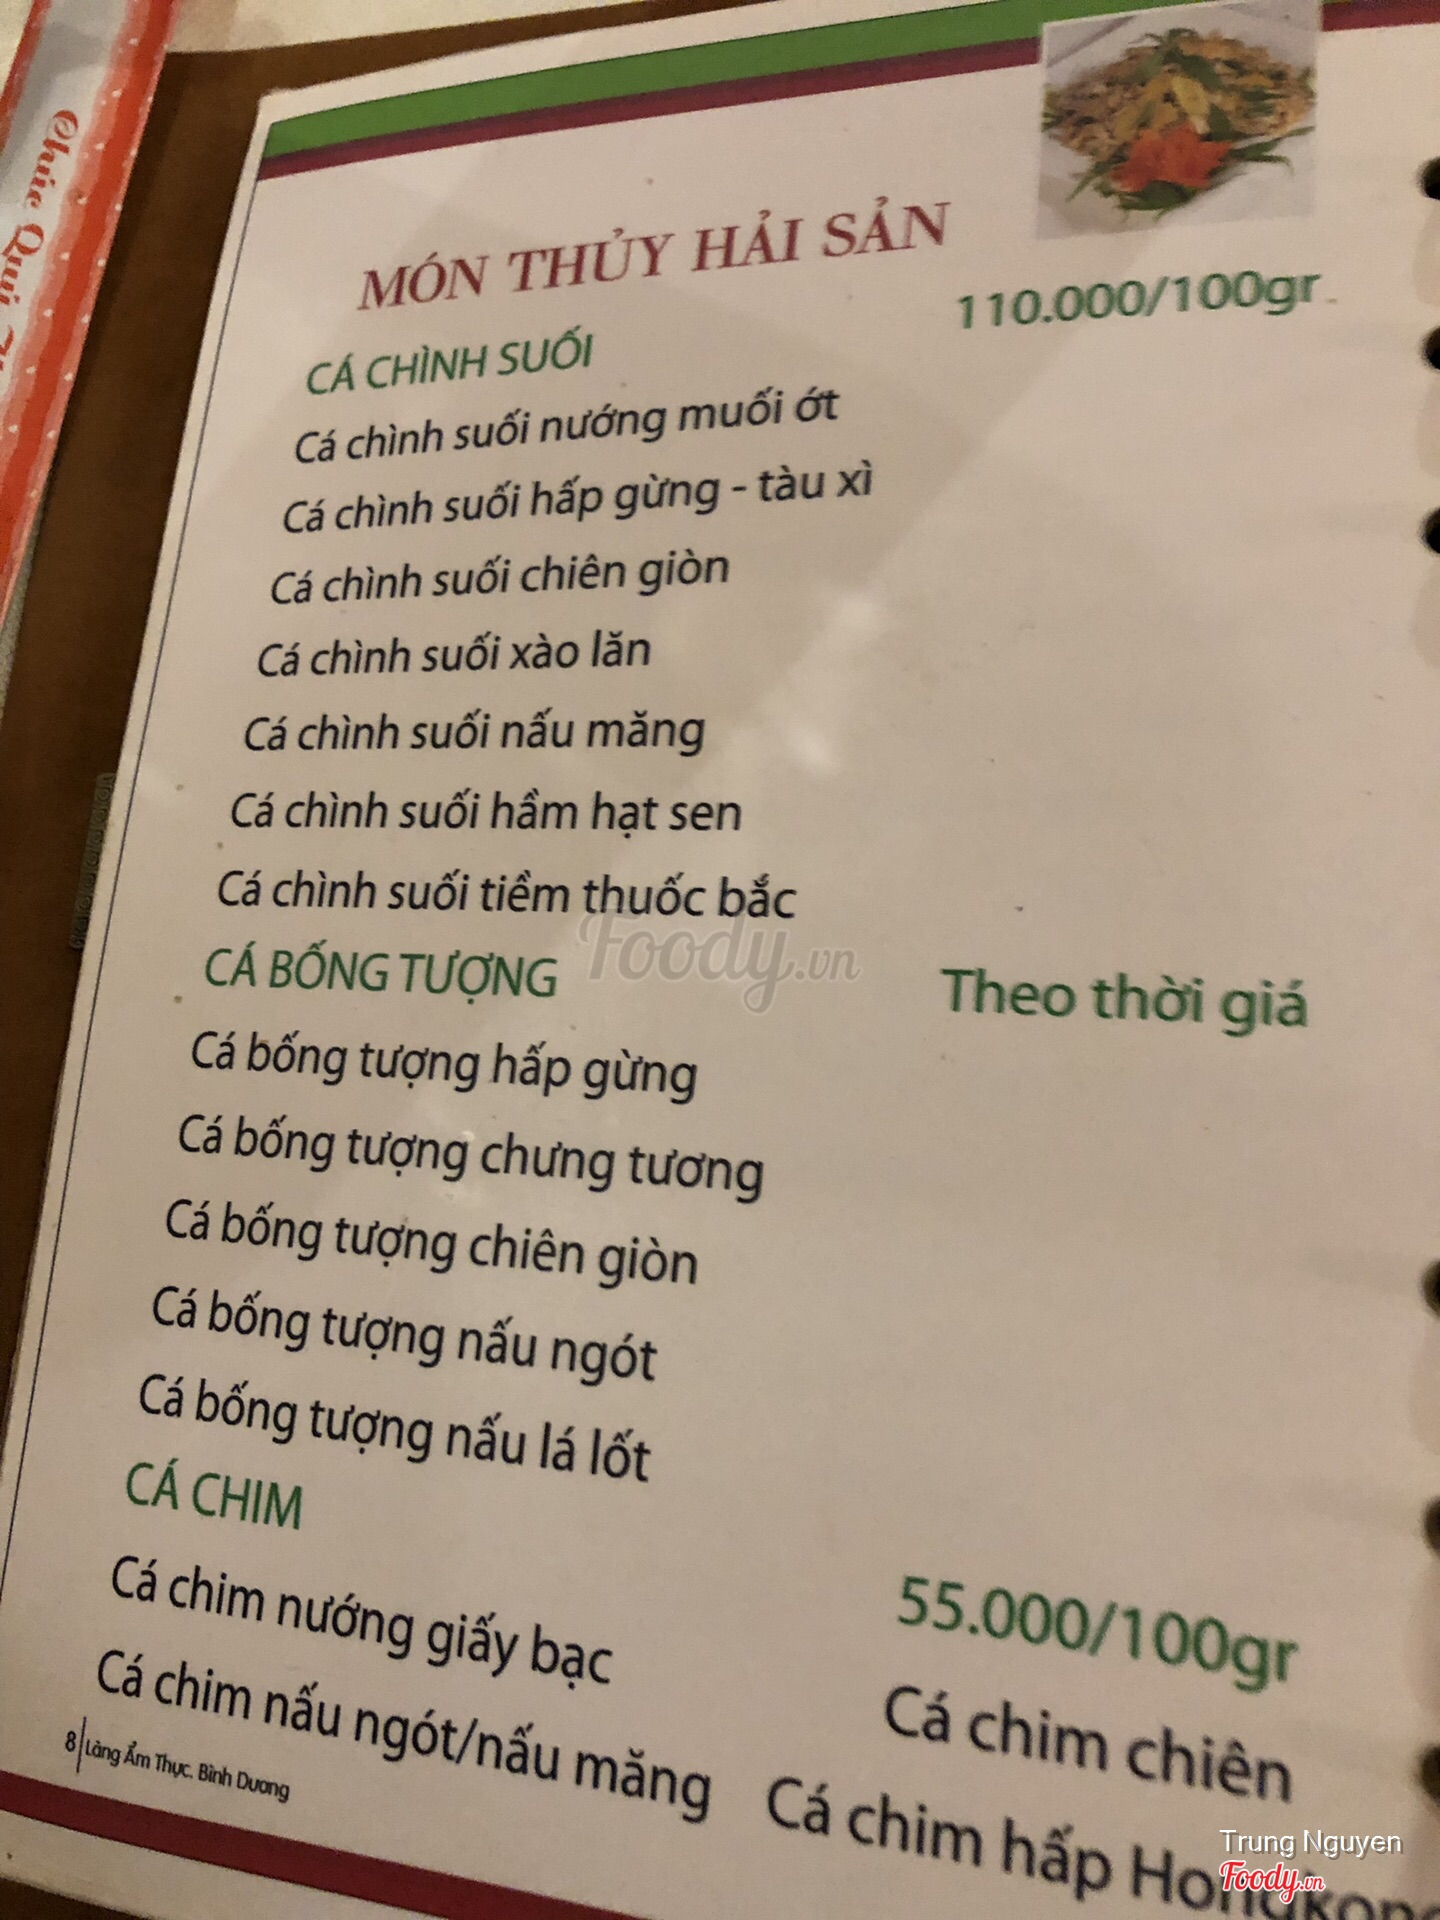 Chúc Quý
MÓN THỦY HẢI SẢN
CÁ CHÌNH SUỐI 110.000/100gr
Cá chình suối nướng muối ớt
Cá chình suối hấp gừng - tàu xì
Cá chình suối chiên giòn
Cá chình suối xào lăn
Cá chình suối nấu măng
Cá chình suối hầm hạt sen
Cá chình suối tiềm thuốc bắc
Foody.vn
CÁ BỐNG TƯỢNG Theo thời giá
Cá bống tượng hấp gừng
Cá bống tượng chưng tương
Cá bống tượng chiên giòn
Cá bống tượng nấu ngót
Cá bống tượng nấu lá lốt
CÁ CHIM 55.000/100gr
Cá chim nướng giấy bạc Cá chim chiên
Cá chim nấu ngót/nấu măng Cá chim hấp Hongkong
8 Làng Ẩm Thực. Bình Dương
Trung Nguyen
Foody.vn